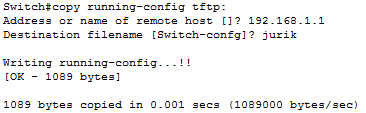 Switch#copy running-config tftp:
Address or name of remote host []? 192.168.1.1
Destination filename [Switch-confg]? jurik
Writing running-config...!!
[OK - 1089 bytes]
1089 bytes copied in 0.001 secs (1089000 bytes/sec)